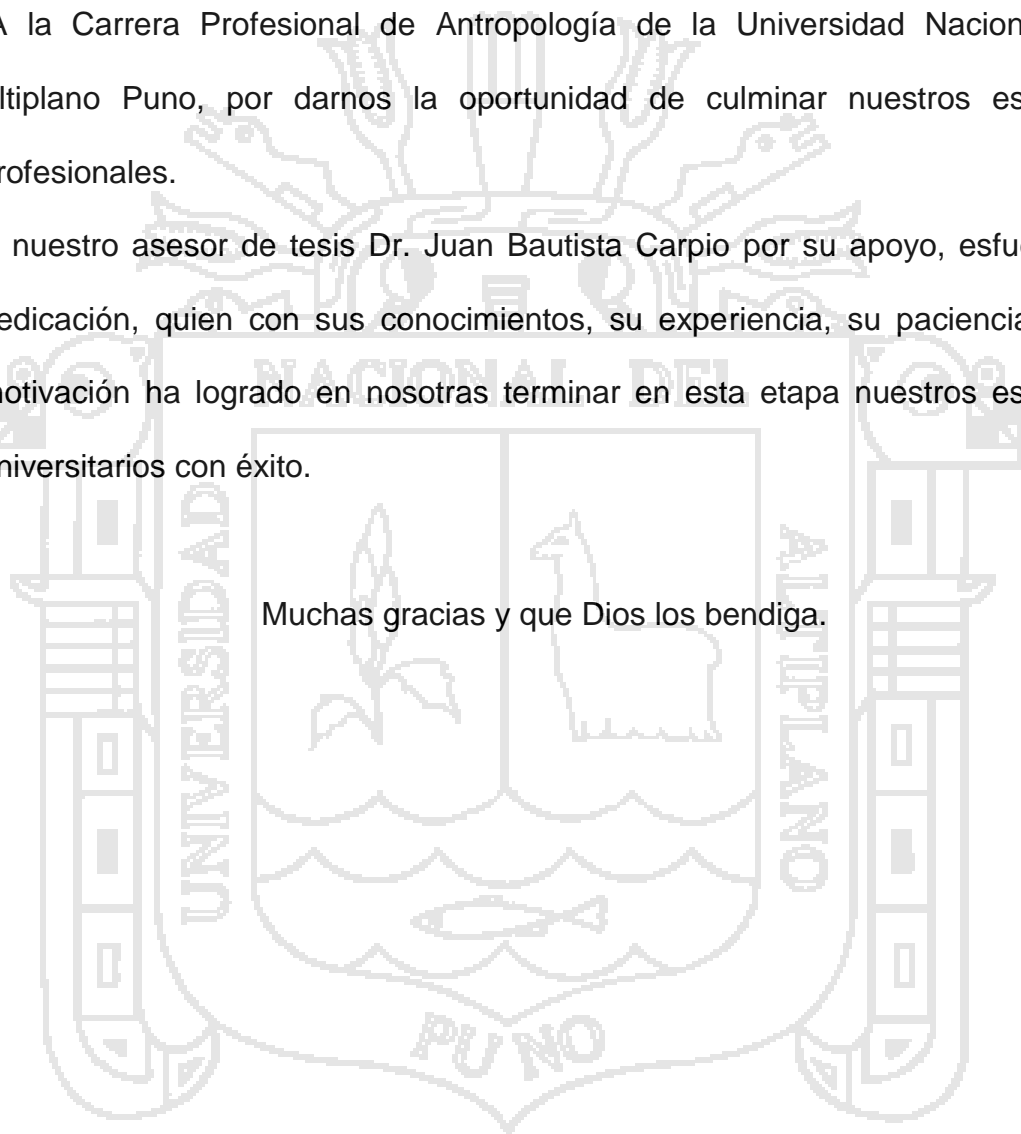 A la Carrera Profesional de Antropología de la Universidad Nacion
ltiplano Puno, por darnos la oportunidad de culminar nuestros es
rofesionales.
nuestro asesor de tesis Dr. Juan Bautista Carpio por su apoyo, esfue
edicación, quien con sus conocimientos, su experiencia, su paciencia
otivación ha logrado en nosotras terminar en esta etapa nuestros es
niversitarios con éxito.
NACIONAL DEL
UNIVERSIDAD
ALTIPLANO
Muchas gracias y que Dios los bendiga.
PUNO